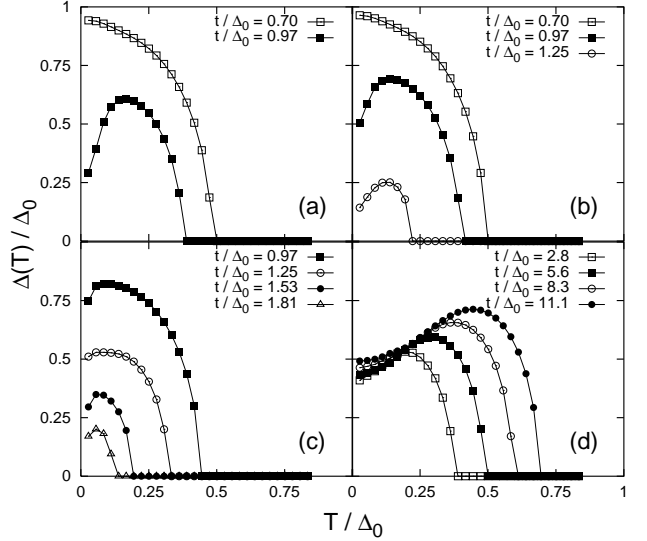 t / Δ0 = 0.70
t / Δ0 = 0.97
(a)
t / Δ0 = 0.70
t / Δ0 = 0.97
t / Δ0 = 1.25
(b)
1
0.75
0.5
0.25
0
Δ(T) / Δ0
t / Δ0 = 0.97
t / Δ0 = 1.25
t / Δ0 = 1.53
t / Δ0 = 1.81
(c)
t / Δ0 = 2.8
t / Δ0 = 5.6
t / Δ0 = 8.3
t / Δ0 = 11.1
(d)
0.75
0.5
0.25
0
0 0.25 0.5 0.75 0 0.25 0.5 0.75 1
T / Δ0